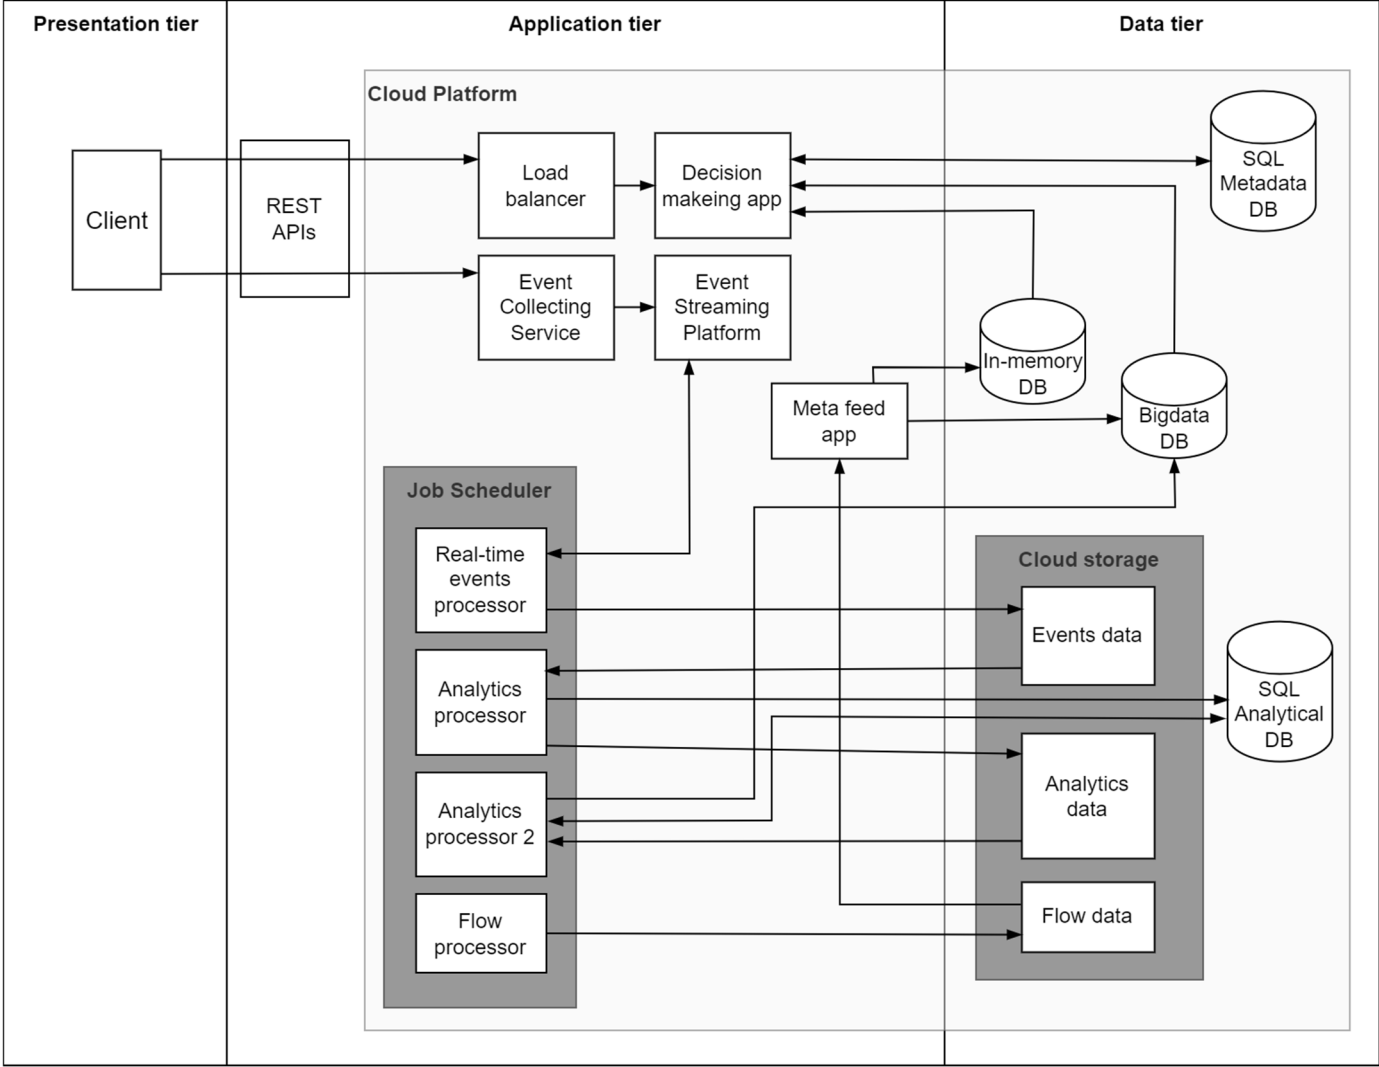 Presentation tier
Application tier
Data tier
Cloud Platform
Client
REST
APIs
Load
balancer
Decision
makeing app
SQL
Metadata
DB
Event
Collecting
Service
Event
Streaming
Platform
In-memory
DB
Meta feed
app
Bigdata
DB
Job Scheduler
Real-time
events
processor
Cloud storage
Events data
Analytics
processor
SQL
Analytical
DB
Analytics
processor 2
Analytics
data
Flow
processor
Flow data